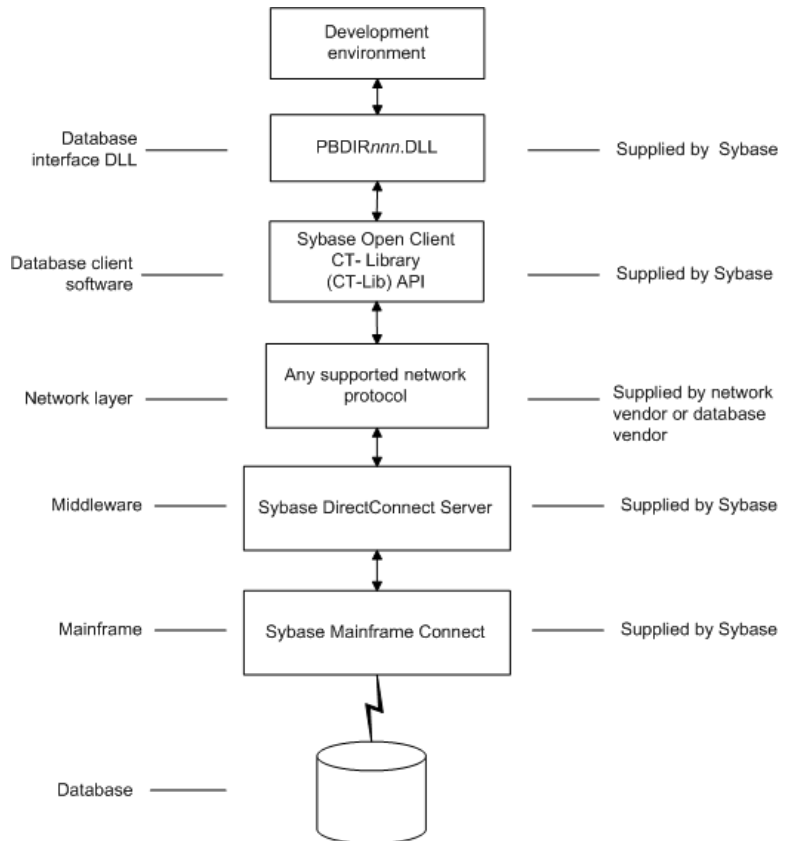 Development
environment
Database
interface DLL
PBDIRnnn.DLL
Supplied by Sybase
Database client
software
Sybase Open Client
CT- Library
(CT-Lib) API
Supplied by Sybase
Network layer
Any supported network
protocol
Supplied by network
vendor or database
vendor
Middleware
Sybase DirectConnect Server
Supplied by Sybase
Mainframe
Sybase Mainframe Connect
Supplied by Sybase
Database